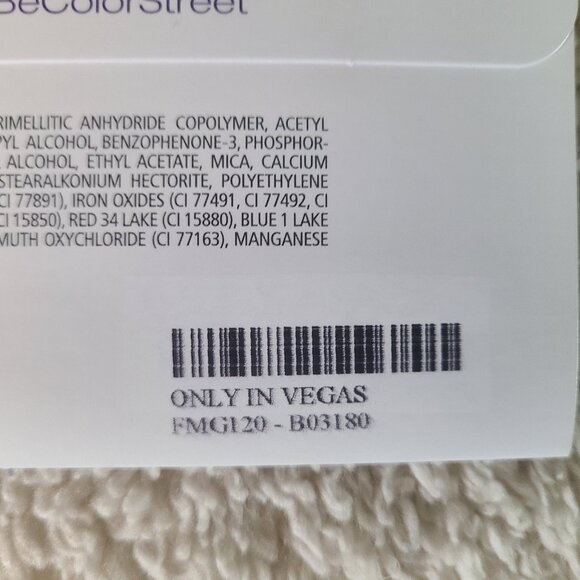 BeColorStreet
RIMELLITIC ANHYDRIDE COPOLYMER, ACETYL
PYL ALCOHOL, BENZOPHENONE-3, PHOSPHOR-
ALCOHOL, ETHYL ACETATE, MICA, CALCIUM
STEARALKONIUM HECTORITE, POLYETHYLENE
CI 77891), IRON OXIDES (CI 77491, CI 77492, CI
CI 15850), RED 34 LAKE (CI 15880), BLUE 1 LAKE
MUTH OXYCHLORIDE (CI 77163), MANGANESE
ONLY IN VEGAS
FMG120 - B03180